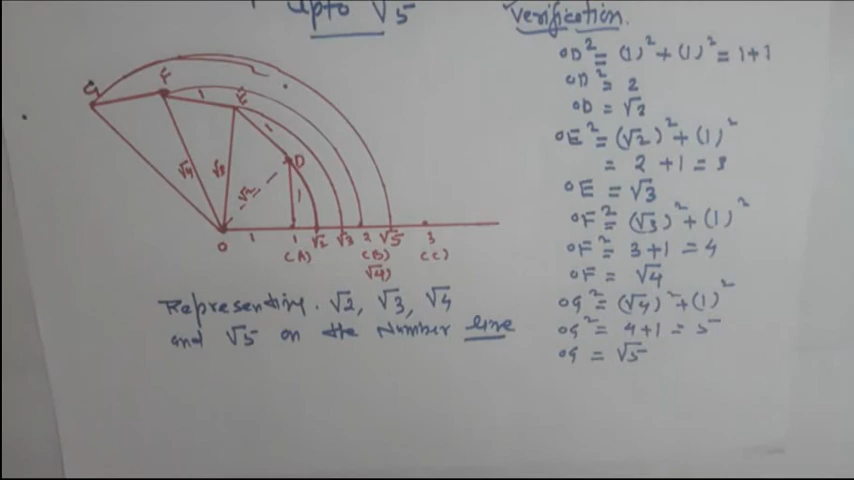 upto √5
Verification.
G
F
1
E
1
D
√4
√3
√2
1
O
1
1
√2
√3
2
√5
3
(A)
(B)
(C)
√4)
Representing. √2, √3, √4
and √5 on the Number line
OD² = (1)² + (1)² = 1+1
OD² = 2
OD = √2
OE² = (√2)² + (1)²
= 2 + 1 = 3
OE = √3
OF² = (√3)² + (1)²
OF² = 3+1 = 4
OF = √4
OG² = (√4)² + (1)²
OG² = 4+1 = 5
OG = √5